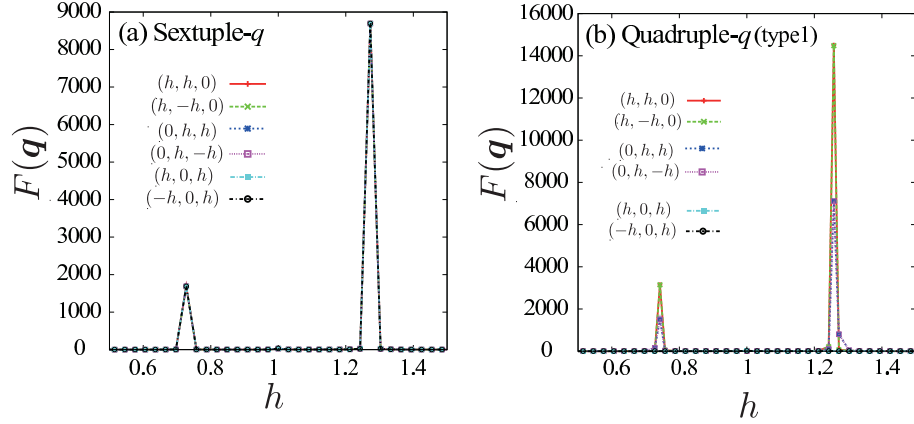 (a) Sextuple-q
9000
8000
7000
6000
5000
4000
3000
2000
1000
0
F(q)
(h, h, 0)
(h, −h, 0)
(0, h, h)
(0, h, −h)
(h, 0, h)
(−h, 0, h)
0.6
0.8
1
1.2
1.4
h
(b) Quadruple-q (type1)
16000
14000
12000
10000
8000
6000
4000
2000
0
F(q)
(h, h, 0)
(h, −h, 0)
(0, h, h)
(0, h, −h)
(h, 0, h)
(−h, 0, h)
0.6
0.8
1
1.2
1.4
h